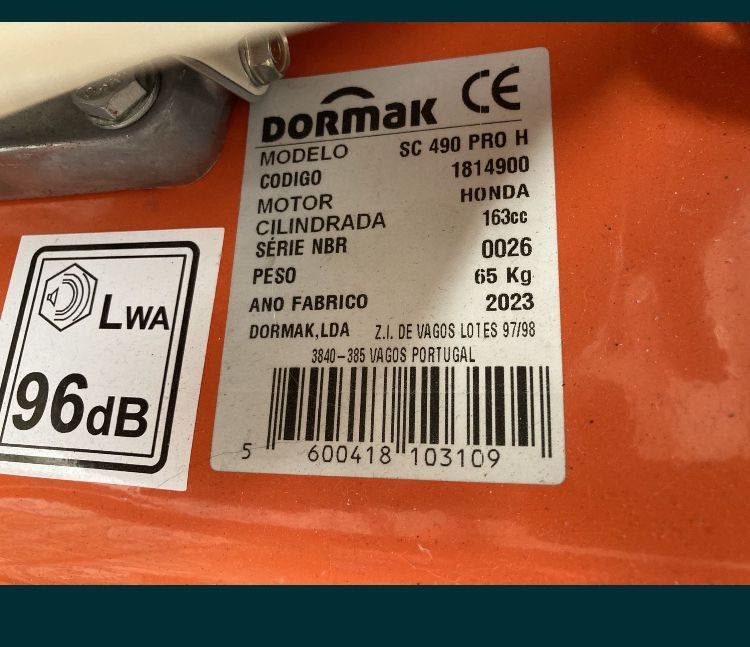 DORMAK CE
MODELO SC 490 PRO H
CODIGO 1814900
MOTOR HONDA
CILINDRADA 163cc
SÉRIE NBR 0026
PESO 65 Kg
ANO FABRICO 2023
DORMAK,LDA Z.I. DE VAGOS LOTES 97/98
3840-385 VAGOS PORTUGAL
5 600418 103109
LWA
96dB